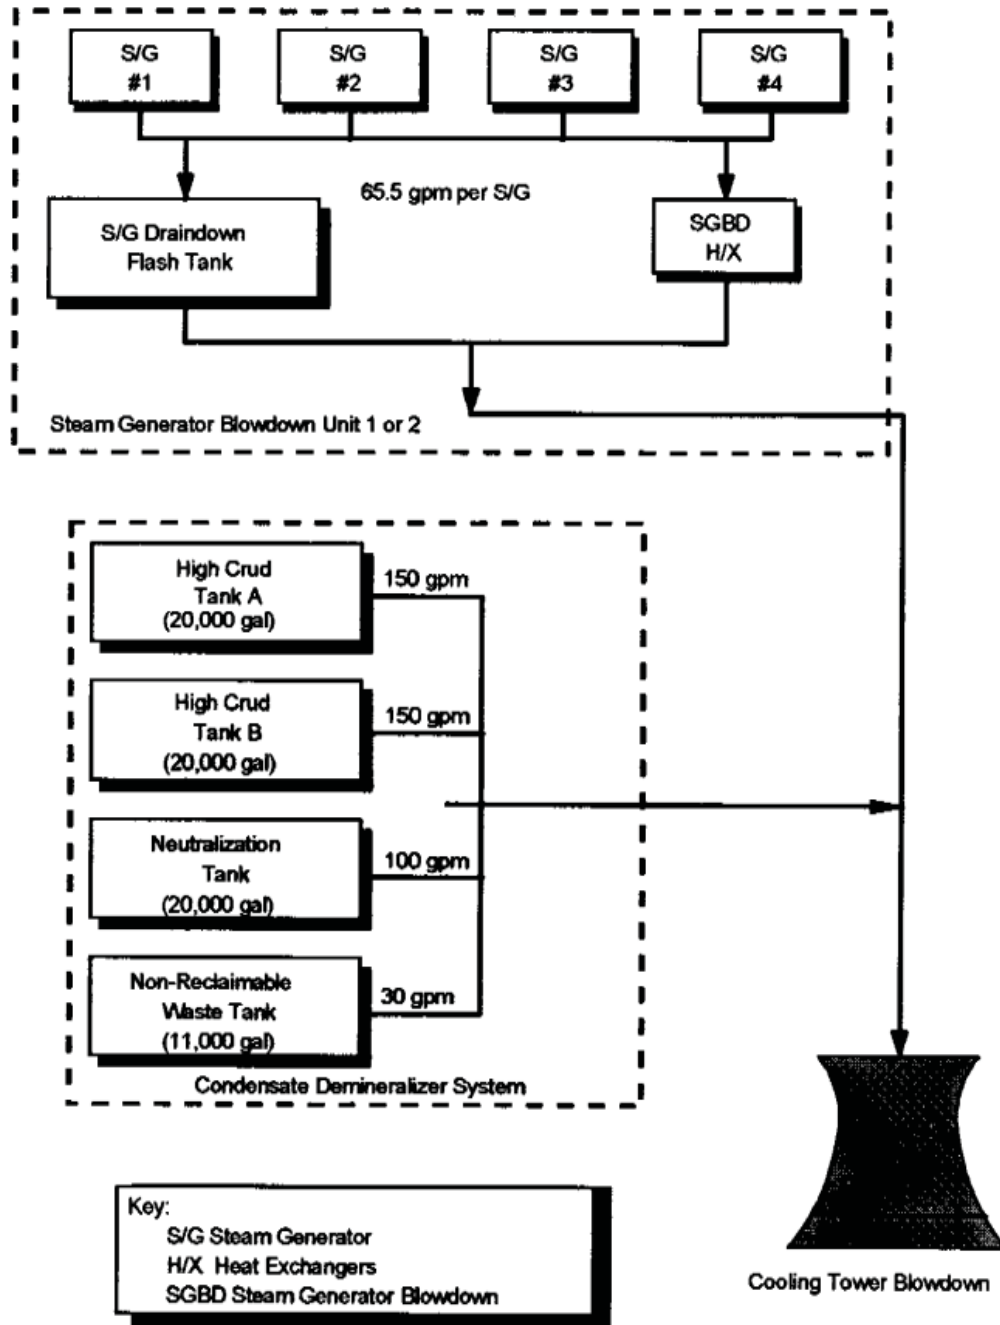 S/G
#1
S/G
#2
S/G
#3
S/G
#4
65.5 gpm per S/G
S/G Draindown
Flash Tank
SGBD
H/X
Steam Generator Blowdown Unit 1 or 2
High Crud
Tank A
(20,000 gal)
150 gpm
High Crud
Tank B
(20,000 gal)
150 gpm
Neutralization
Tank
(20,000 gal)
100 gpm
Non-Reclaimable
Waste Tank
(11,000 gal)
30 gpm
Condensate Demineralizer System
Key:
S/G Steam Generator
H/X Heat Exchangers
SGBD Steam Generator Blowdown
Cooling Tower Blowdown